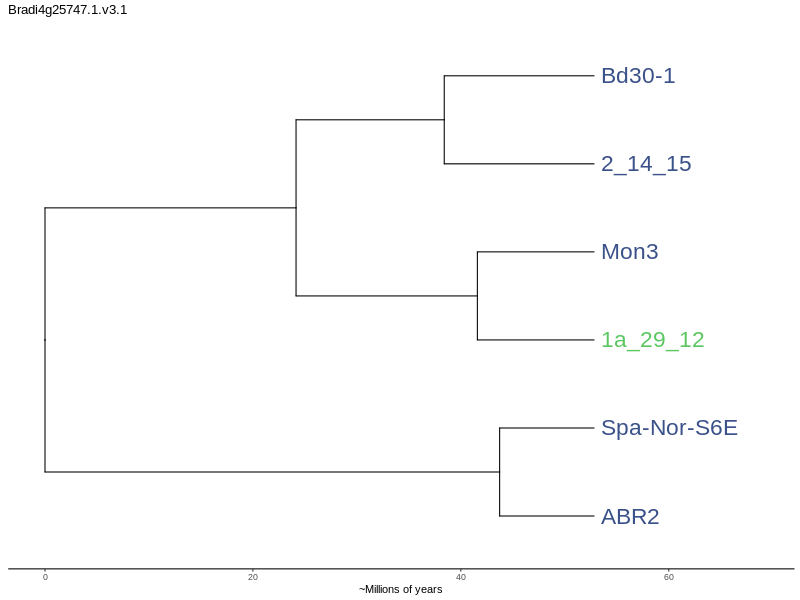 Bradi4g25747.1.v3.1
Bd30-1
2_14_15
Mon3
1a_29_12
Spa-Nor-S6E
ABR2
0 20 40 60
~Millions of years